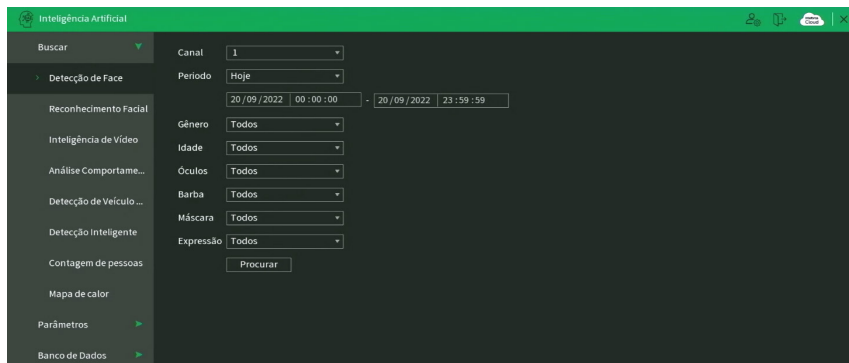 Inteligência Artificial
Cloud
Buscar
Detecção de Face
Reconhecimento Facial
Inteligência de Vídeo
Análise Comportame...
Detecção de Veículo ...
Detecção Inteligente
Contagem de pessoas
Mapa de calor
Parâmetros
Banco de Dados
Canal 1
Periodo Hoje
20/09/2022 00:00:00 - 20/09/2022 23:59:59
Gênero Todos
Idade Todos
Óculos Todos
Barba Todos
Máscara Todos
Expressão Todos
Procurar